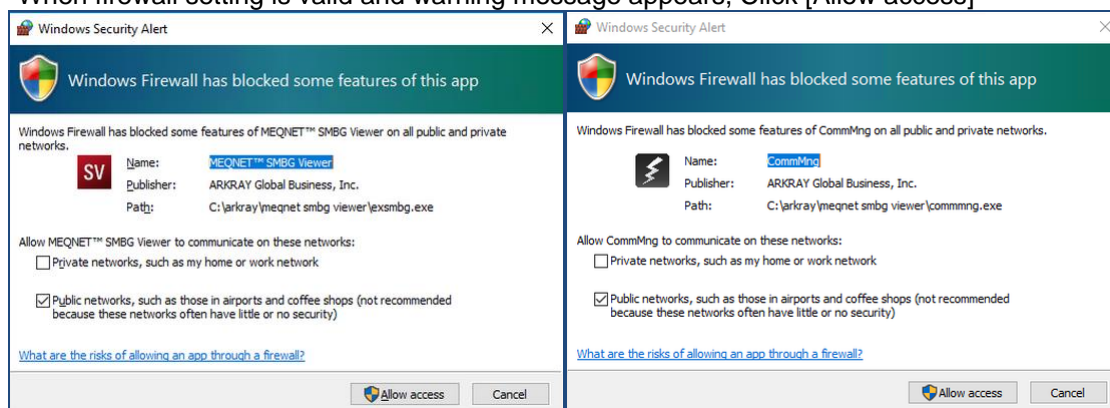 When firewall setting is valid and warning message appears, Click [Allow access]
Windows Security Alert
Windows Firewall has blocked some features of this app
Windows Firewall has blocked some features of MEQNET™ SMBG Viewer on all public and private
networks.
SV
Name: MEQNET™ SMBG Viewer
Publisher: ARKRAY Global Business, Inc.
Path: C:\arkray\meqnet smbg viewer\exsmbg.exe
Allow MEQNET™ SMBG Viewer to communicate on these networks:
Private networks, such as my home or work network
Public networks, such as those in airports and coffee shops (not recommended
because these networks often have little or no security)
What are the risks of allowing an app through a firewall?
Allow access Cancel
Windows Security Alert
Windows Firewall has blocked some features of this app
Windows Firewall has blocked some features of CommMng on all public and private networks.
Name: CommMng
Publisher: ARKRAY Global Business, Inc.
Path: C:\arkray\meqnet smbg viewer\commmng.exe
Allow CommMng to communicate on these networks:
Private networks, such as my home or work network
Public networks, such as those in airports and coffee shops (not recommended
because these networks often have little or no security)
What are the risks of allowing an app through a firewall?
Allow access Cancel